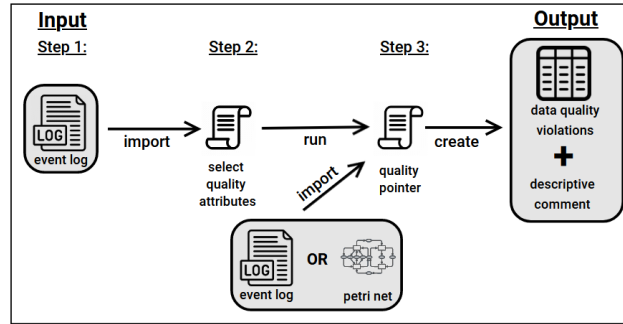 Input
Output
Step 1:
Step 2:
Step 3:
LOG
event log
import
select
quality
attributes
run
import
quality
pointer
create
data quality
violations
+
descriptive
comment
LOG
event log
OR
petri net